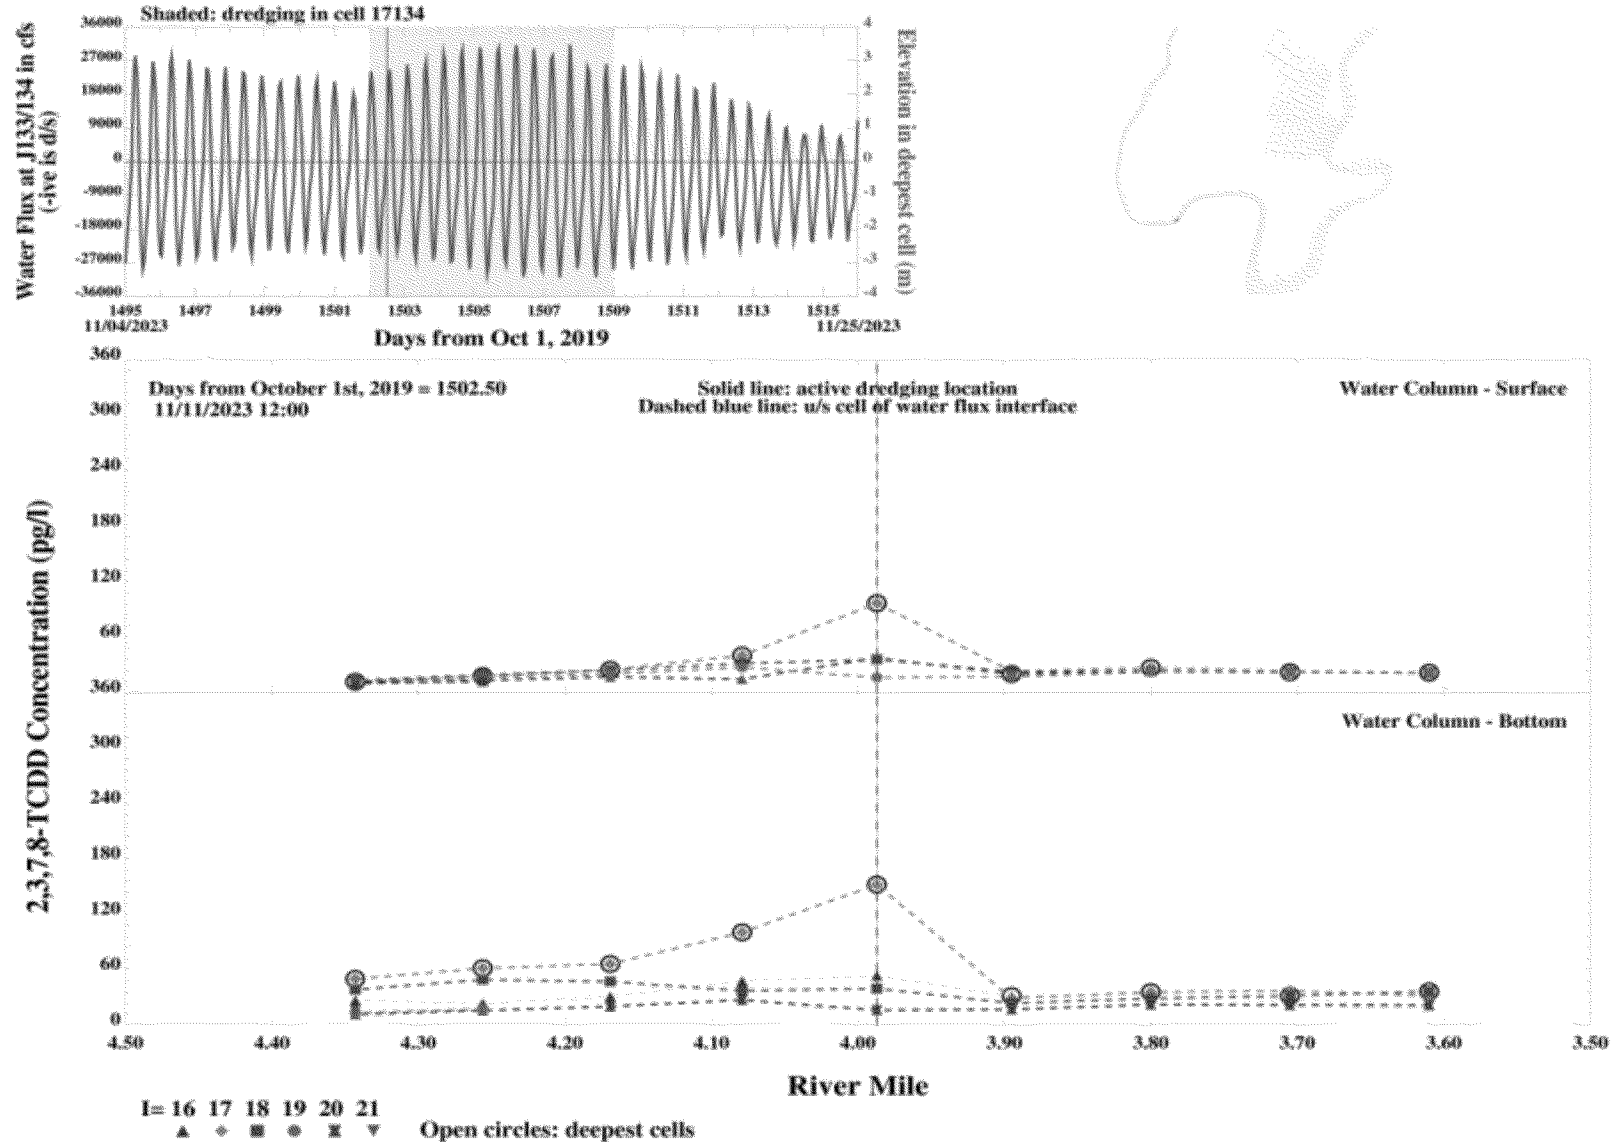 Shaded: dredging in cell 17134
Water Flux at J133/134 in cfs
(-ive is d/s)
36000
27000
18000
9000
0
-9000
-18000
-27000
-36000
4
3
2
1
0
-1
-2
-3
-4
Elevation in deepest cell (m)
1495 1497 1499 1501 1503 1505 1507 1509 1511 1513 1515
11/04/2023 11/25/2023
Days from Oct 1, 2019
2,3,7,8-TCDD Concentration (pg/l)
360
300
240
180
120
60
Days from October 1st, 2019 = 1502.50
11/11/2023 12:00
Solid line: active dredging location
Dashed blue line: u/s cell of water flux interface
Water Column - Surface
360
300
240
180
120
60
0
Water Column - Bottom
4.50 4.40 4.30 4.20 4.10 4.00 3.90 3.80 3.70 3.60 3.50
River Mile
I= 16 17 18 19 20 21
Open circles: deepest cells